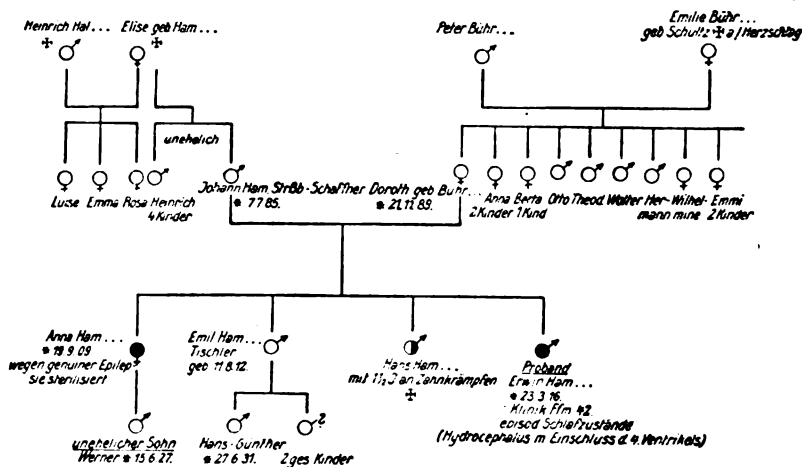 Heinrich Hal...
Elise geb Ham...
Peter Bühr...
Emilie Bühr...
geb Schultz ✠ a/Herzschlag
unehelich
Luise Emma Rosa Heinrich
4 Kinder
Johann Ham. Strßb-Schaffner
* 7.7.85.
Doroth geb Bühr...
* 21.11.89.
Anna Berta Otto Theod. Walter Her- Wilhel- Emmi
2 Kinder 1 Kind mann mine 2 Kinder
Anna Ham...
* 19.9.09
wegen genuiner Epilep=
sie sterilisiert
Emil Ham...
Tischler
geb 11.8.12.
Hans Ham...
mit 1½ J an Zahnkrämpfen
✠
Proband
Erwin Ham...
* 23.3.16.
Klinik Ffm 42.
episod Schlafzustände
(Hydrocephalus m Einschluss d. 4. Ventrikels)
unehelicher Sohn
Werner * 15.6.27.
Hans-Günther
* 27.6.31.
2 ges Kinder